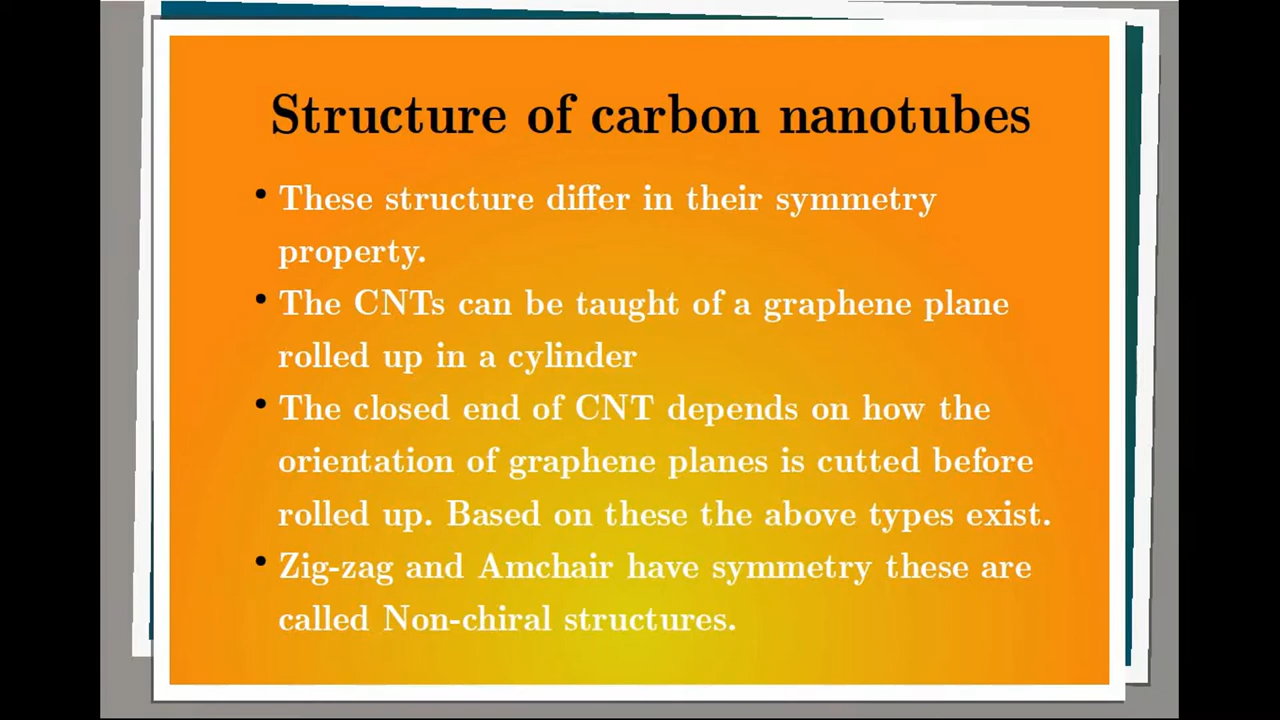 Structure of carbon nanotubes
• These structure differ in their symmetry
property.
• The CNTs can be taught of a graphene plane
rolled up in a cylinder
• The closed end of CNT depends on how the
orientation of graphene planes is cutted before
rolled up. Based on these the above types exist.
• Zig-zag and Amchair have symmetry these are
called Non-chiral structures.